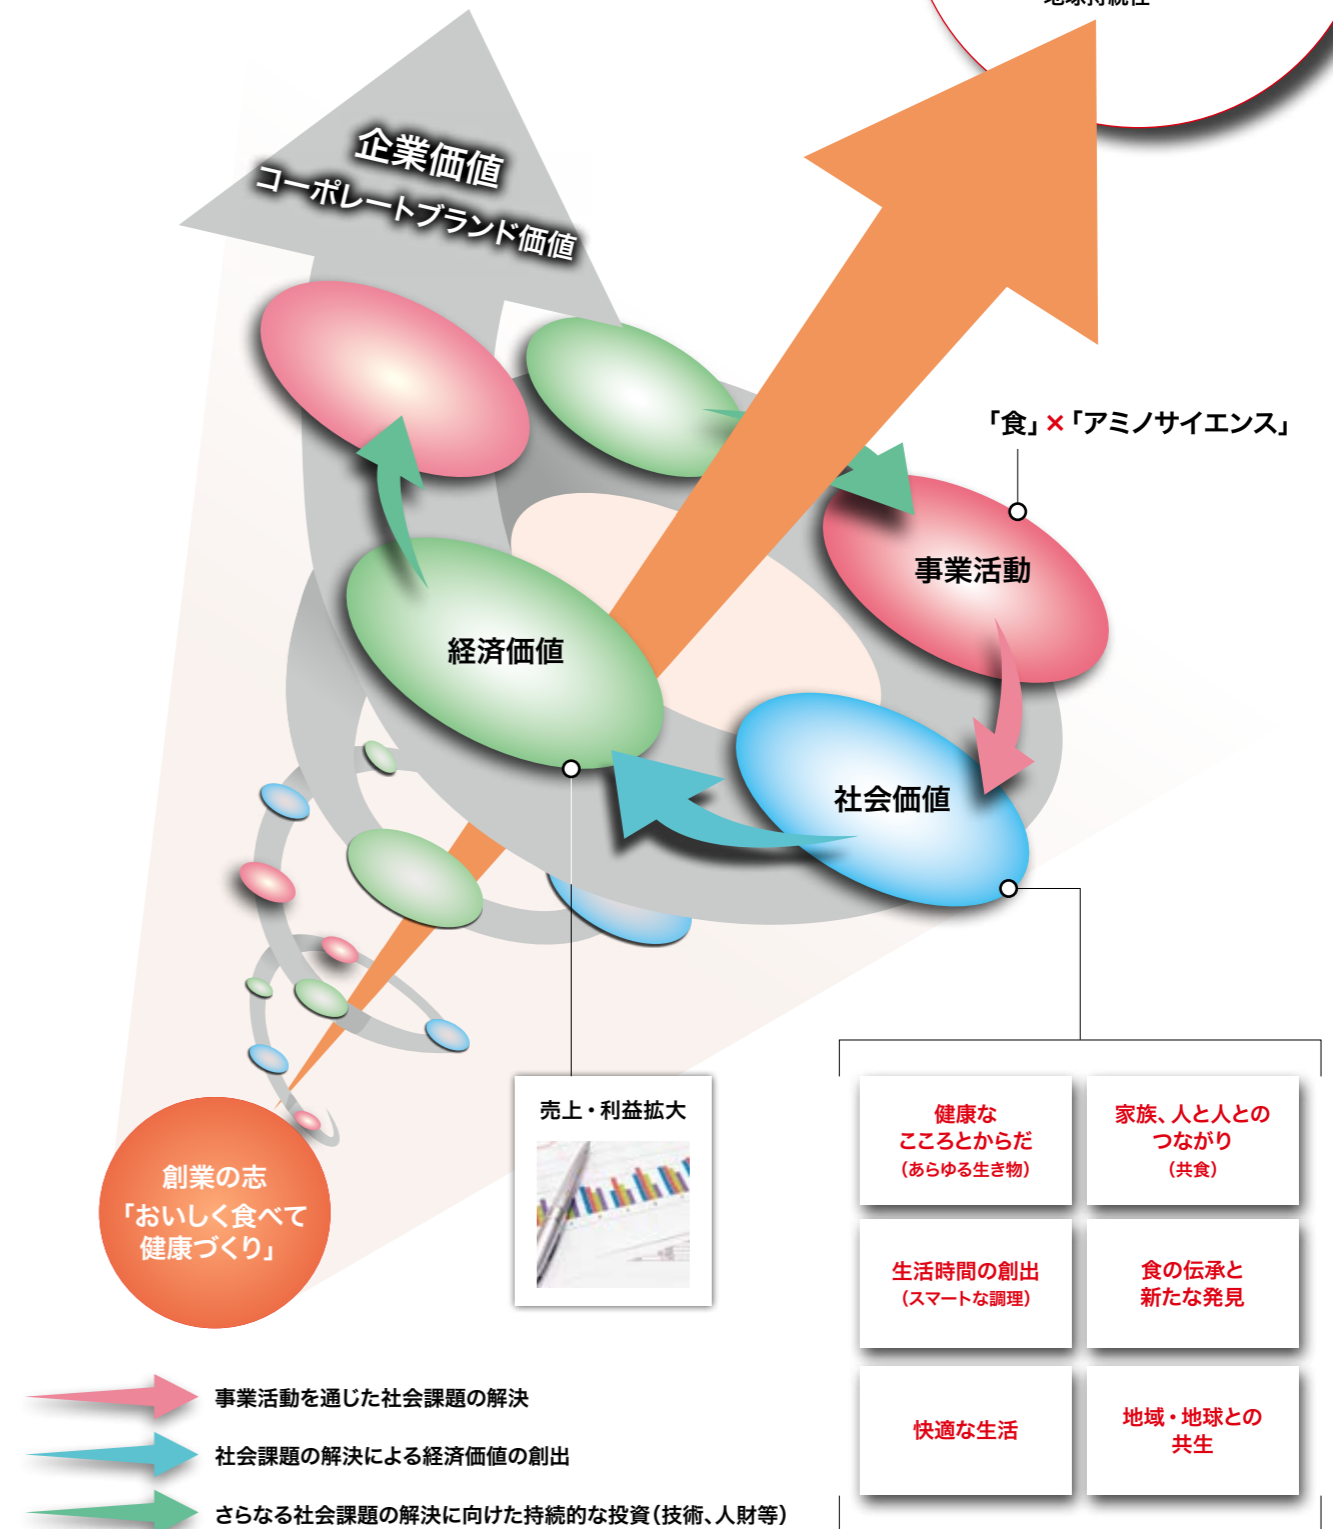 地球持続性
企業価値
コーポレートブランド価値
「食」×「アミノサイエンス」
事業活動
経済価値
社会価値
創業の志
「おいしく食べて
健康づくり」
売上・利益拡大
健康な
こころとからだ
（あらゆる生き物）
家族、人と人との
つながり
（共食）
生活時間の創出
（スマートな調理）
食の伝承と
新たな発見
快適な生活
地域・地球との
共生
事業活動を通じた社会課題の解決
社会課題の解決による経済価値の創出
さらなる社会課題の解決に向けた持続的な投資（技術、人財等）